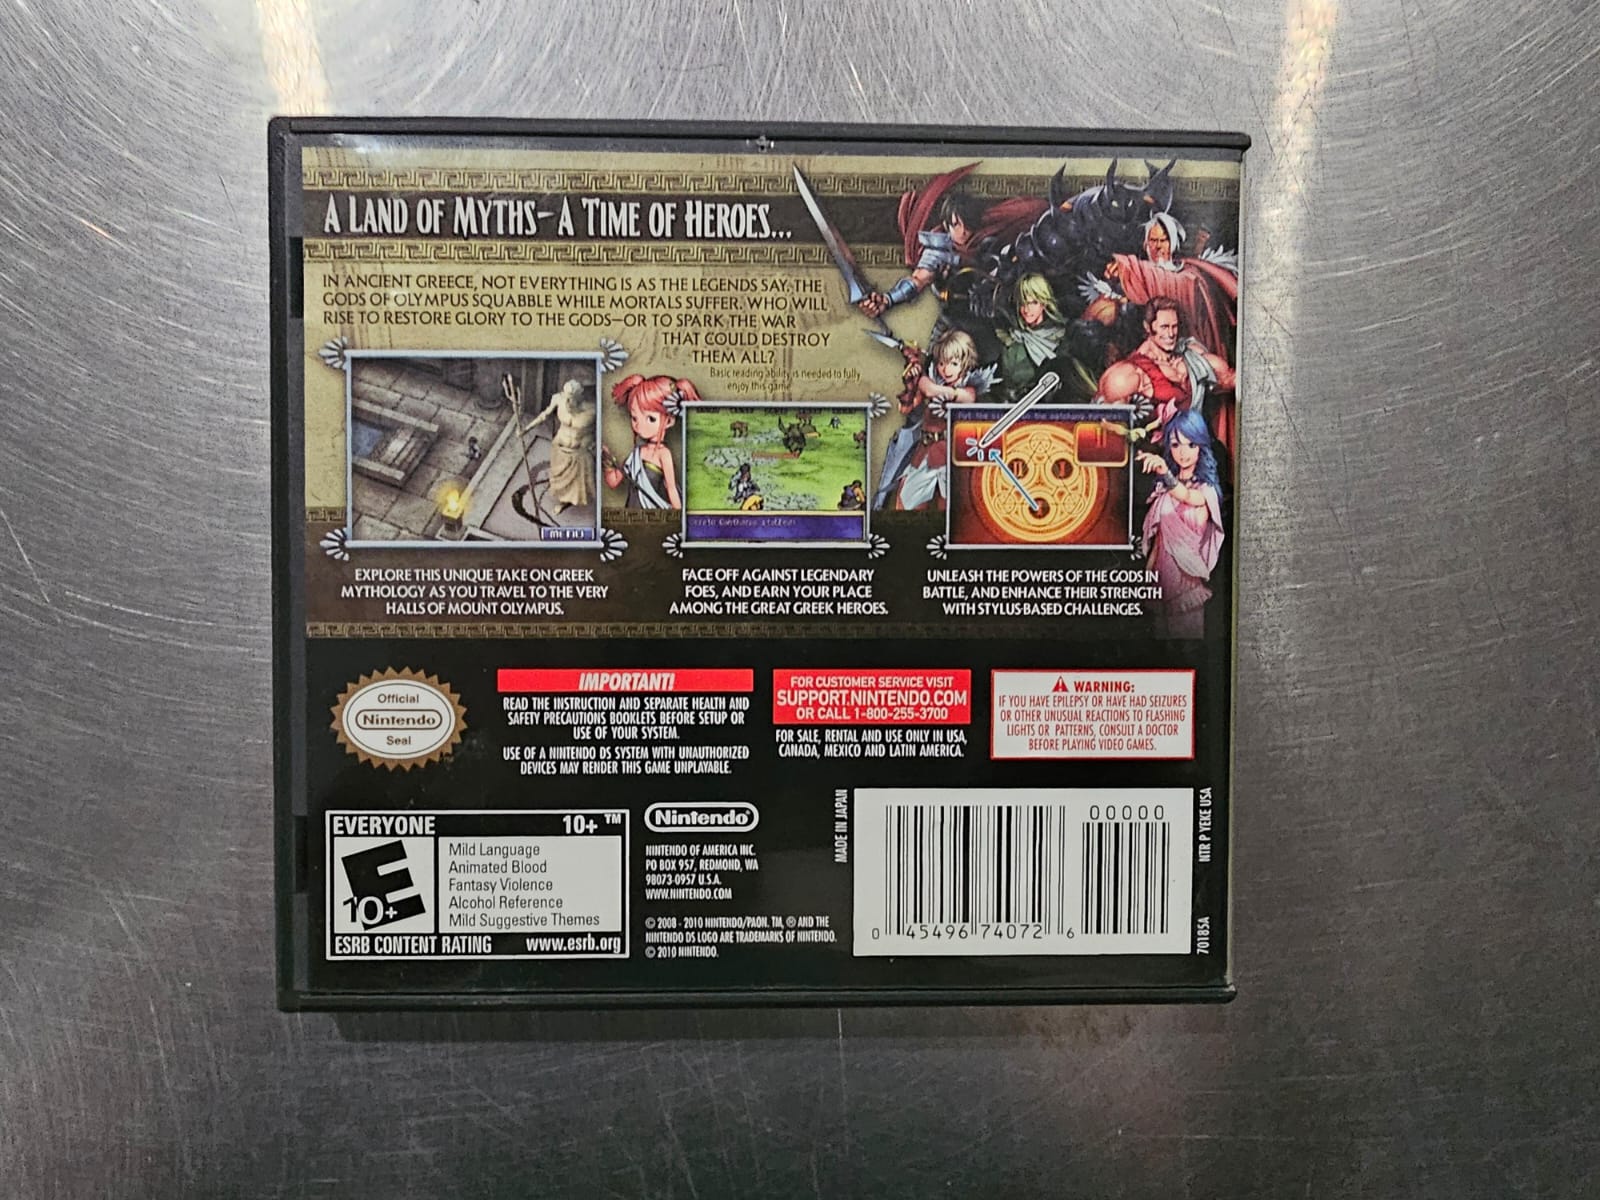 A LAND OF MYTHS–A TIME OF HEROES...
IN ANCIENT GREECE, NOT EVERYTHING IS AS THE LEGENDS SAY. THE
GODS OF OLYMPUS SQUABBLE WHILE MORTALS SUFFER. WHO WILL
RISE TO RESTORE GLORY TO THE GODS—OR TO SPARK THE WAR
THAT COULD DESTROY
THEM ALL?
Basic reading ability is needed to fully
enjoy this game.
MENU
EXPLORE THIS UNIQUE TAKE ON GREEK
MYTHOLOGY AS YOU TRAVEL TO THE VERY
HALLS OF MOUNT OLYMPUS.
FACE OFF AGAINST LEGENDARY
FOES, AND EARN YOUR PLACE
AMONG THE GREAT GREEK HEROES.
UNLEASH THE POWERS OF THE GODS IN
BATTLE, AND ENHANCE THEIR STRENGTH
WITH STYLUS-BASED CHALLENGES.
Official
Nintendo
Seal
IMPORTANT!
READ THE INSTRUCTION AND SEPARATE HEALTH AND
SAFETY PRECAUTIONS BOOKLETS BEFORE SETUP OR
USE OF YOUR SYSTEM.
USE OF A NINTENDO DS SYSTEM WITH UNAUTHORIZED
DEVICES MAY RENDER THIS GAME UNPLAYABLE.
FOR CUSTOMER SERVICE VISIT
SUPPORT.NINTENDO.COM
OR CALL 1-800-255-3700
FOR SALE, RENTAL AND USE ONLY IN USA,
CANADA, MEXICO AND LATIN AMERICA.
⚠ WARNING:
IF YOU HAVE EPILEPSY OR HAVE HAD SEIZURES
OR OTHER UNUSUAL REACTIONS TO FLASHING
LIGHTS OR PATTERNS, CONSULT A DOCTOR
BEFORE PLAYING VIDEO GAMES.
EVERYONE 10+ ™
E
10+
Mild Language
Animated Blood
Fantasy Violence
Alcohol Reference
Mild Suggestive Themes
ESRB CONTENT RATING www.esrb.org
Nintendo®
NINTENDO OF AMERICA INC.
PO BOX 957, REDMOND, WA
98073-0957 U.S.A.
WWW.NINTENDO.COM
© 2008 - 2010 NINTENDO/PAON. TM, ® AND THE
NINTENDO DS LOGO ARE TRADEMARKS OF NINTENDO.
© 2010 NINTENDO.
MADE IN JAPAN
00000
0 45496 74072 6
NTR P YEKE USA
70185A